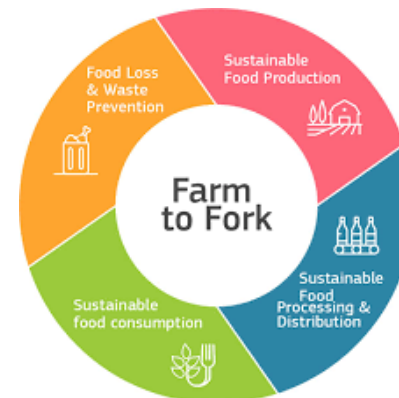 Food Loss
& Waste
Prevention
Sustainable
Food Production
Farm
to Fork
Sustainable
Food
Processing &
Distribution
Sustainable
food consumption